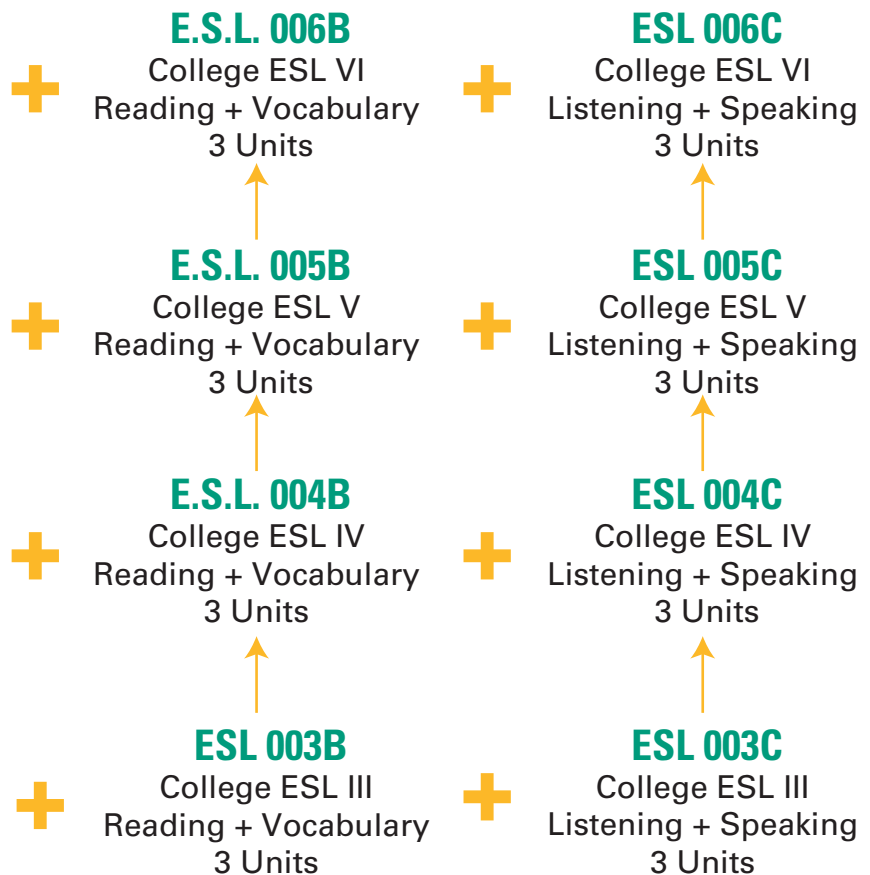 E.S.L. 006B
College ESL VI
Reading + Vocabulary
3 Units
ESL 006C
College ESL VI
Listening + Speaking
3 Units
E.S.L. 005B
College ESL V
Reading + Vocabulary
3 Units
ESL 005C
College ESL V
Listening + Speaking
3 Units
E.S.L. 004B
College ESL IV
Reading + Vocabulary
3 Units
ESL 004C
College ESL IV
Listening + Speaking
3 Units
ESL 003B
College ESL III
Reading + Vocabulary
3 Units
ESL 003C
College ESL III
Listening + Speaking
3 Units